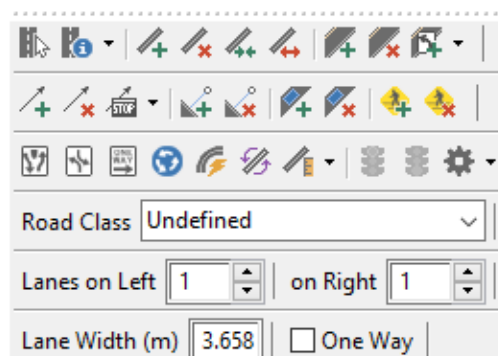 STOP
ONE
WAY
Road Class Undefined
Lanes on Left 1 on Right 1
Lane Width (m) 3.658 One Way